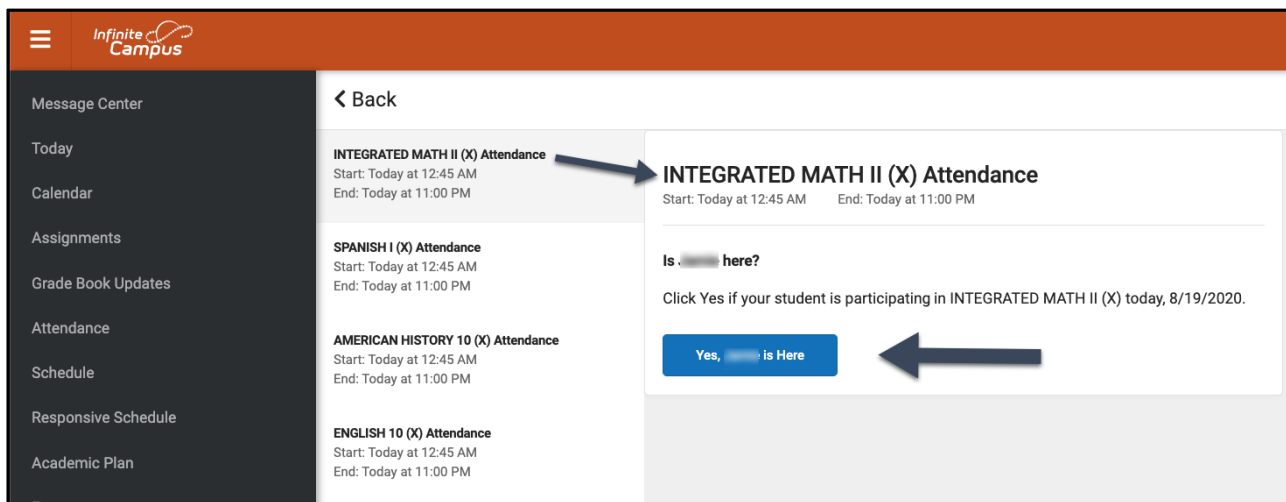 Infinite
Campus
Message Center
Today
Calendar
Assignments
Grade Book Updates
Attendance
Schedule
Responsive Schedule
Academic Plan
Back
INTEGRATED MATH II (X) Attendance
Start: Today at 12:45 AM
End: Today at 11:00 PM
SPANISH I (X) Attendance
Start: Today at 12:45 AM
End: Today at 11:00 PM
AMERICAN HISTORY 10 (X) Attendance
Start: Today at 12:45 AM
End: Today at 11:00 PM
ENGLISH 10 (X) Attendance
Start: Today at 12:45 AM
End: Today at 11:00 PM
INTEGRATED MATH II (X) Attendance
Start: Today at 12:45 AM End: Today at 11:00 PM
Is here?
Click Yes if your student is participating in INTEGRATED MATH II (X) today, 8/19/2020.
Yes, is Here